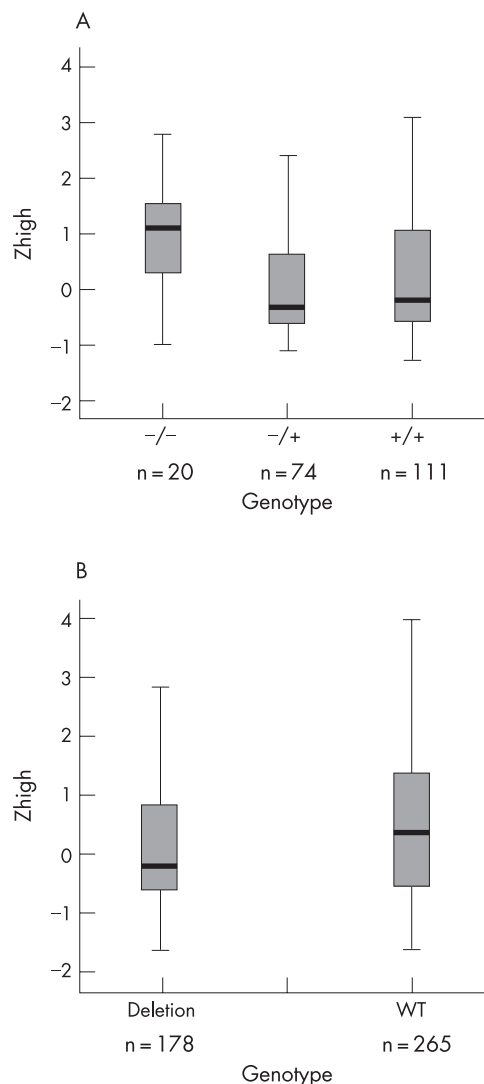 A
4
3
2
1
0
−1
−2
Zhigh
−/− −/+ +/+
n = 20 n = 74 n = 111
Genotype
B
4
3
2
1
0
−1
−2
Zhigh
Deletion WT
n = 178 n = 265
Genotype